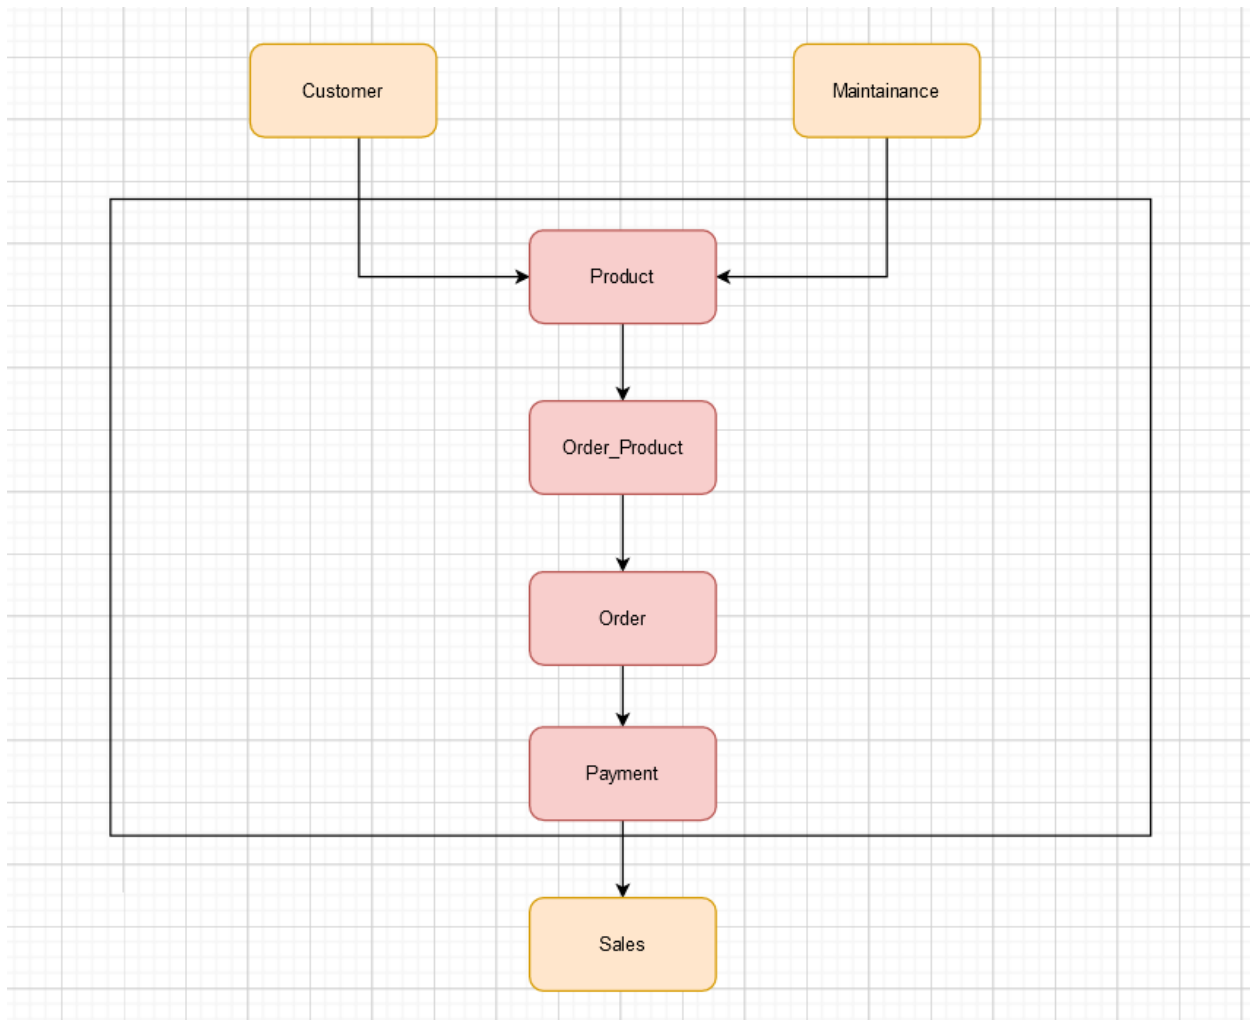 Customer
Maintainance
Product
Order_Product
Order
Payment
Sales